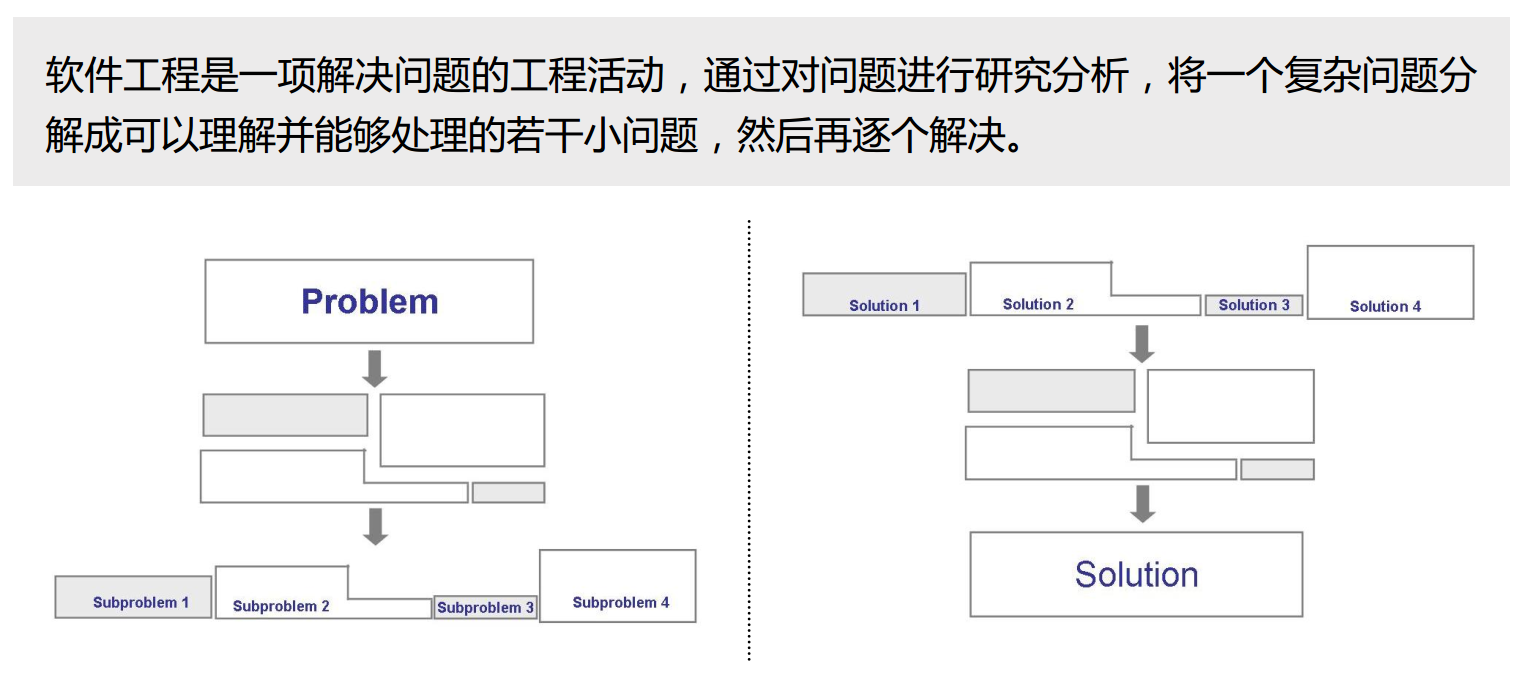 软件工程是一项解决问题的工程活动，通过对问题进行研究分析，将一个复杂问题分
解成可以理解并能够处理的若干小问题，然后再逐个解决。
Problem
Subproblem 1
Subproblem 2
Subproblem 3
Subproblem 4
Solution 1
Solution 2
Solution 3
Solution 4
Solution